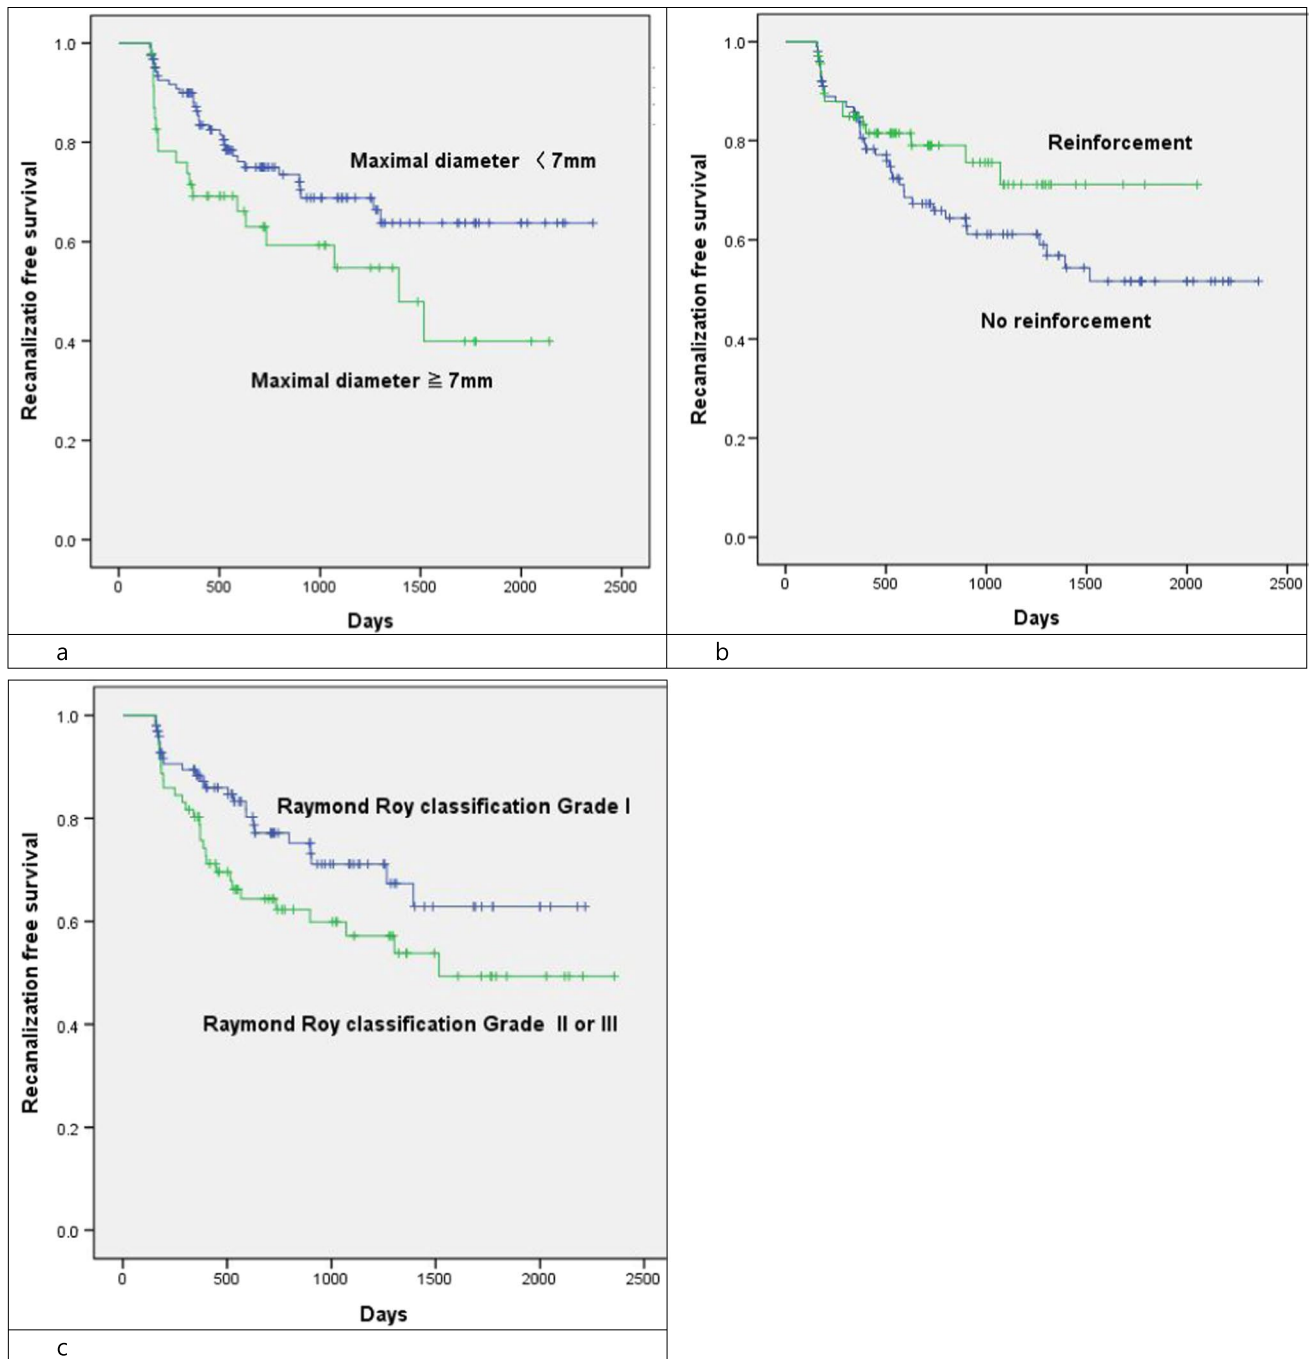 Recanalizatio free survival
1.0
0.8
0.6
0.4
0.2
0.0
Maximal diameter 〈 7mm
Maximal diameter ≧ 7mm
0 500 1000 1500 2000 2500
Days
a
Recanalization free survival
1.0
0.8
0.6
0.4
0.2
0.0
Reinforcement
No reinforcement
0 500 1000 1500 2000 2500
Days
b
Recanalization free survival
1.0
0.8
0.6
0.4
0.2
0.0
Raymond Roy classification Grade I
Raymond Roy classification Grade II or III
0 500 1000 1500 2000 2500
Days
c